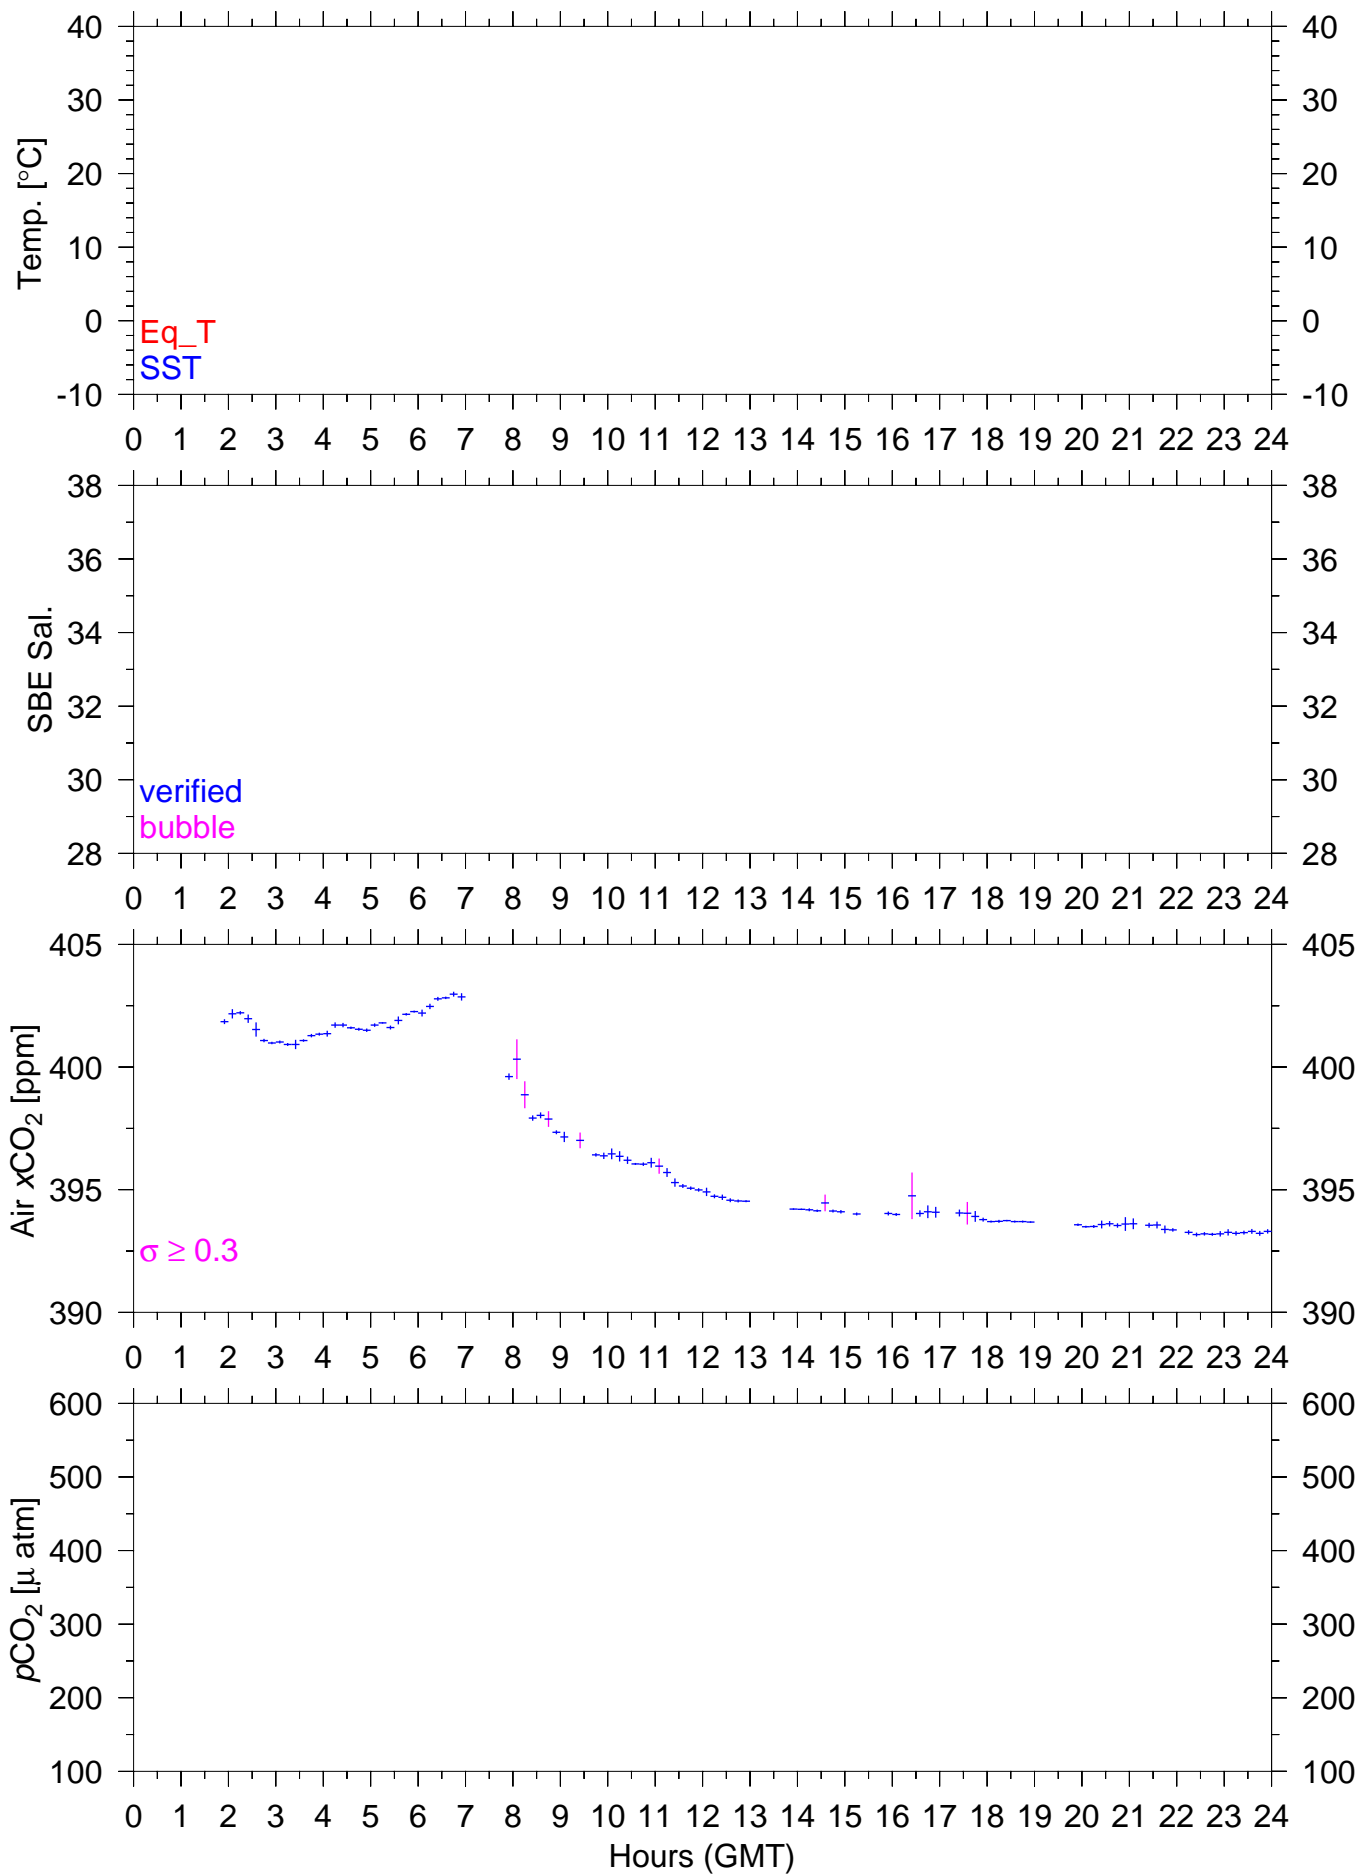 40 40
30 30
Temp. [°C]
20 20
10 10
0 0
Eq_T
SST
-10 -10
0 1 2 3 4 5 6 7 8 9 10 11 12 13 14 15 16 17 18 19 20 21 22 23 24
38 38
36 36
SBE Sal.
34 34
32 32
30 30
verified
bubble
28 28
0 1 2 3 4 5 6 7 8 9 10 11 12 13 14 15 16 17 18 19 20 21 22 23 24
405 405
Air xCO₂ [ppm]
400 400
395 395
σ ≥ 0.3
390 390
0 1 2 3 4 5 6 7 8 9 10 11 12 13 14 15 16 17 18 19 20 21 22 23 24
600 600
500 500
pCO₂ [μ atm]
400 400
300 300
200 200
100 100
0 1 2 3 4 5 6 7 8 9 10 11 12 13 14 15 16 17 18 19 20 21 22 23 24
Hours (GMT)